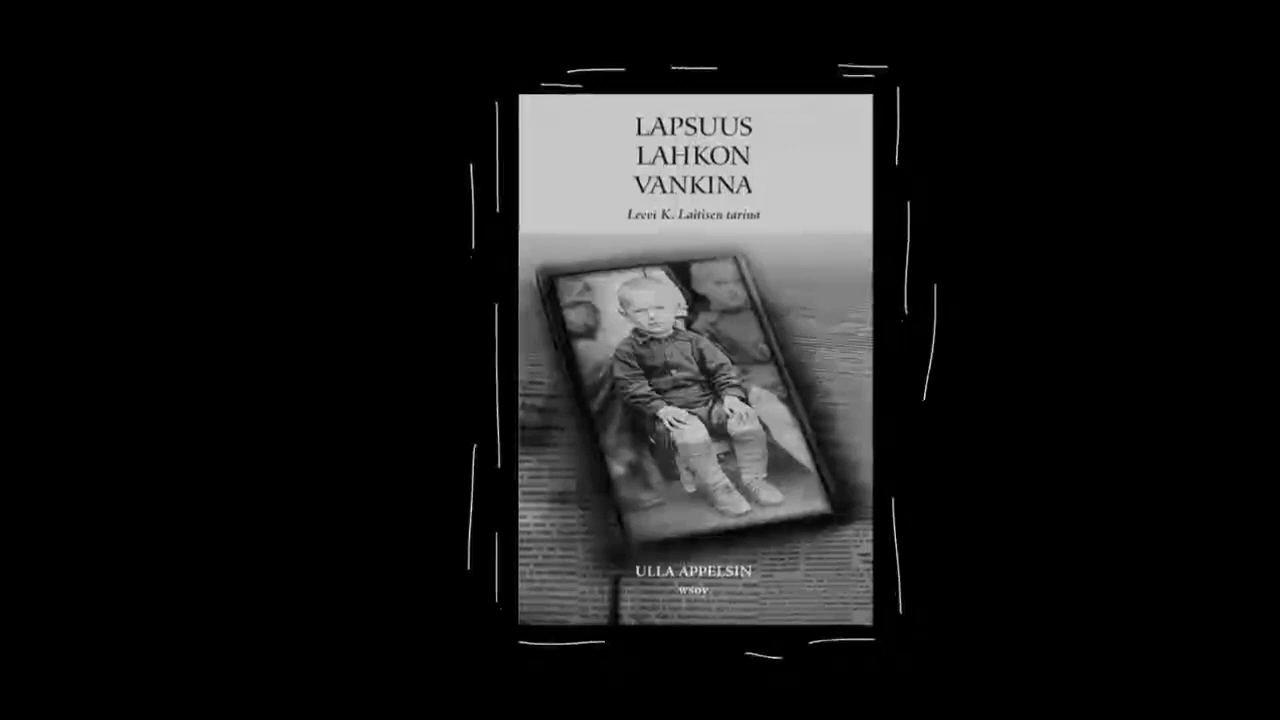 LAPSUUS
LAHKON
VANKINA
Leevi K. Laitisen tarina
ULLA APPELSIN
wsoy